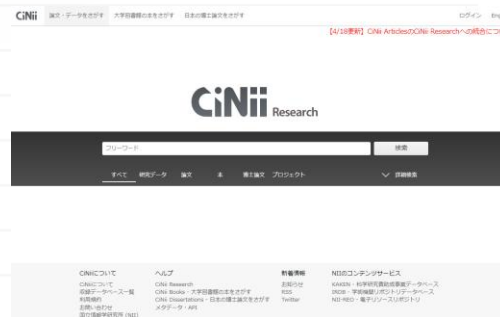 CiNii 論文・データをさがす 大学図書館の本をさがす 日本の博士論文をさがす ログイン
【4/18更新】CiNii ArticlesのCiNii Researchへの統合につ
CiNii Research
フリーワード 検索
すべて 研究データ 論文 本 博士論文 プロジェクト 詳細検索
CiNiiについて ヘルプ 新着情報 NIIのコンテンツサービス
CiNiiについて CiNii Research お知らせ KAKEN - 科学研究費助成事業データベース
収録データベース一覧 CiNii Books - 大学図書館の本をさがす RSS IRDB - 学術機関リポジトリデータベース
利用規約 CiNii Dissertations - 日本の博士論文をさがす Twitter NII-REO - 電子リソースリポジトリ
お問い合わせ メタデータ・API
国立情報学研究所 (NII)